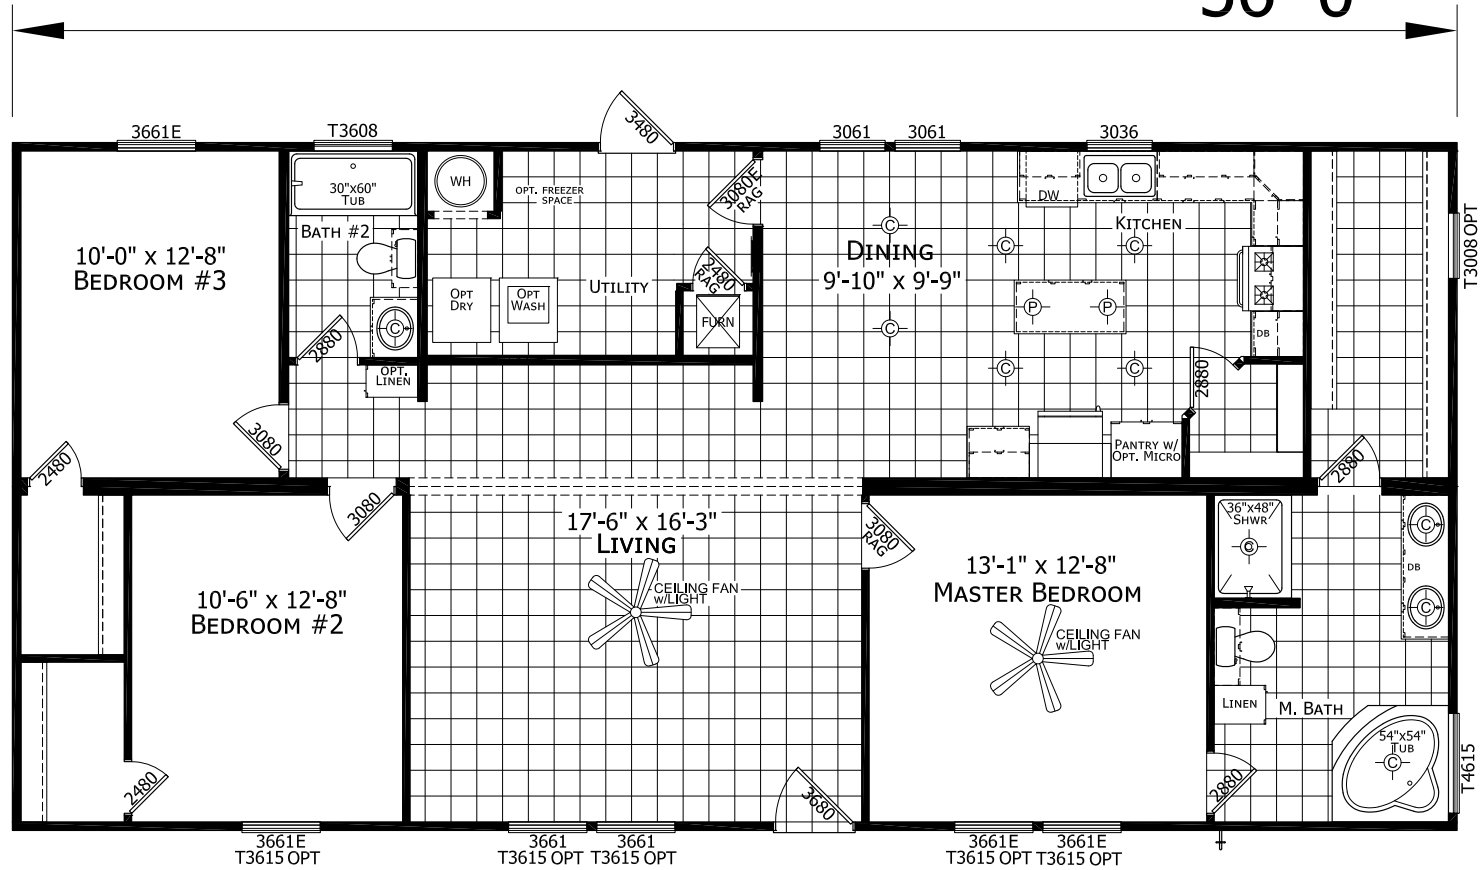 3661E
T3608
3480
3061
3061
3036
30"x60"
TUB
BATH #2
WH
OPT. FREEZER
SPACE
3080E
RAG
DW
KITCHEN
T3008 OPT
10'-0" x 12'-8"
BEDROOM #3
DINING
9'-10" x 9'-9"
C
C
C
OPT
DRY
OPT
WASH
UTILITY
2480
RAG
FURN
P
P
C
C
DB
2880
OPT.
LINEN
C
C
2880
3080
2480
PANTRY w/
OPT. MICRO
2880
3080
17'-6" x 16'-3"
LIVING
3080
RAG
36"x48"
SHWR
C
C
DB
C
13'-1" x 12'-8"
MASTER BEDROOM
10'-6" x 12'-8"
BEDROOM #2
CEILING FAN
w/LIGHT
CEILING FAN
w/LIGHT
LINEN
M. BATH
54"x54"
TUB
C
T4615
2480
3680
2880
3661E
T3615 OPT
3661
T3615 OPT
3661
T3615 OPT
3661E
T3615 OPT
3661E
T3615 OPT